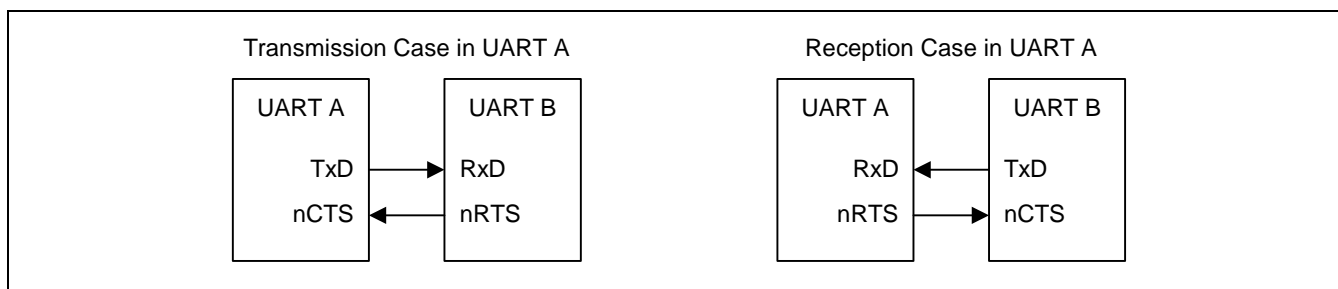 Transmission Case in UART A
UART A
UART B
TxD
RxD
nCTS
nRTS
Reception Case in UART A
UART A
UART B
RxD
TxD
nRTS
nCTS